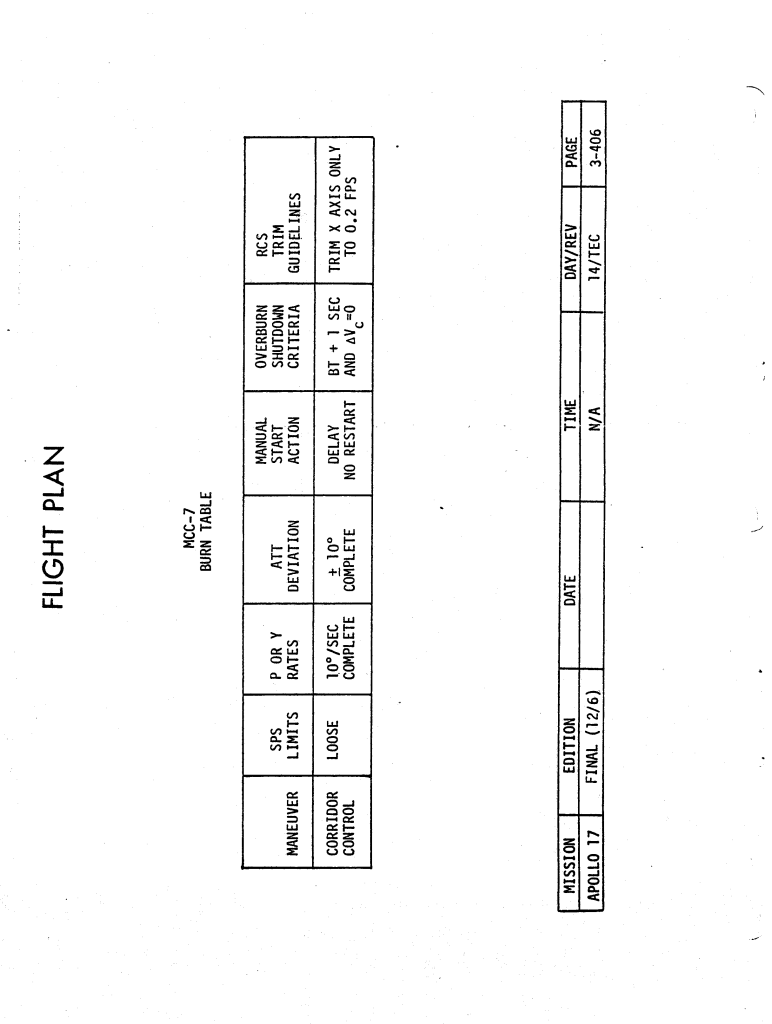 FLIGHT PLAN
MCC-7
BURN TABLE
MANEUVER
SPS
LIMITS
P OR Y
RATES
ATT
DEVIATION
MANUAL
START
ACTION
OVERBURN
SHUTDOWN
CRITERIA
RCS
TRIM
GUIDELINES
CORRIDOR
CONTROL
LOOSE
10°/SEC
COMPLETE
± 10°
COMPLETE
DELAY
NO RESTART
BT + 1 SEC
AND ΔVc=0
TRIM X AXIS ONLY
TO 0.2 FPS
MISSION EDITION DATE TIME DAY/REV PAGE
APOLLO 17 FINAL (12/6) N/A 14/TEC 3-406